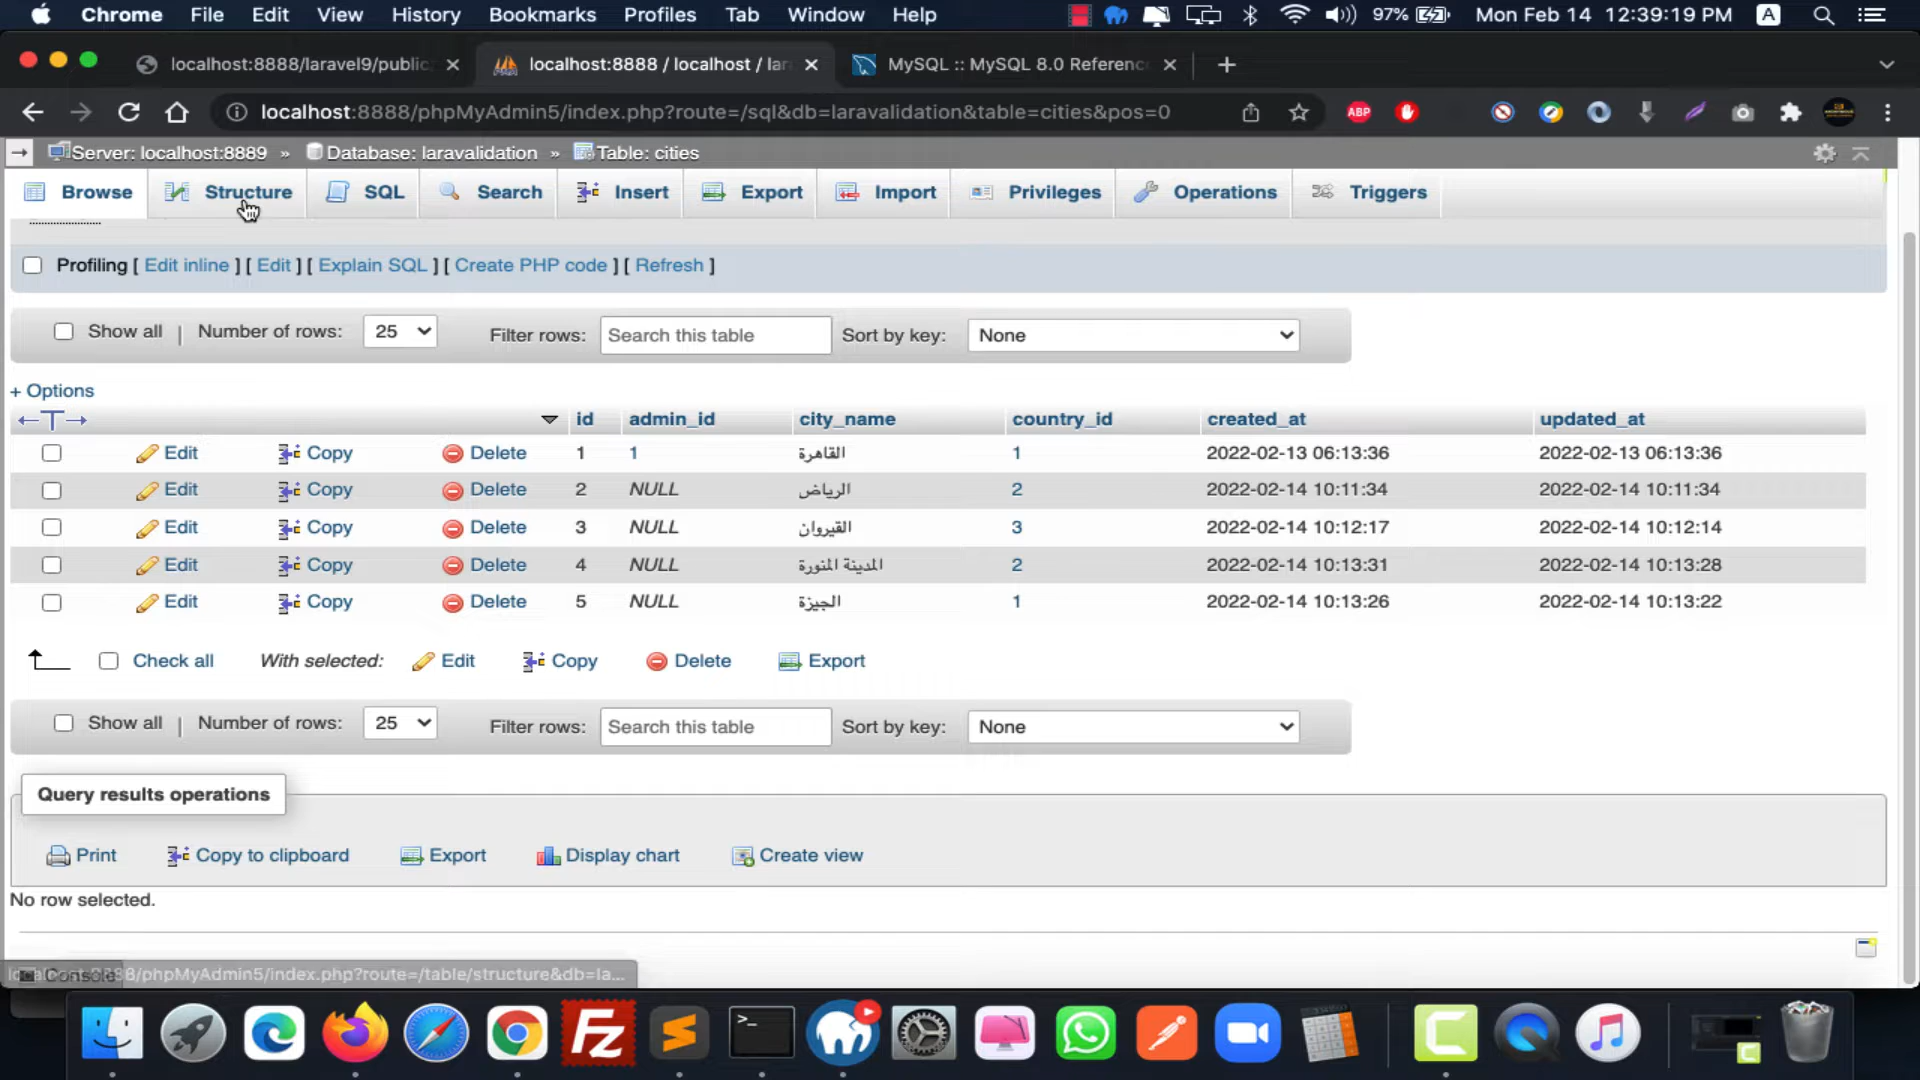 Chrome File Edit View History Bookmarks Profiles Tab Window Help 97% Mon Feb 14 12:39:19 PM A
localhost:8888/laravel9/public localhost:8888 / localhost / lar MySQL :: MySQL 8.0 Referenc
localhost:8888/phpMyAdmin5/index.php?route=/sql&db=laravalidation&table=cities&pos=0 ABP
Server: localhost:8889 » Database: laravalidation » Table: cities
Browse Structure SQL Search Insert Export Import Privileges Operations Triggers
Profiling [ Edit inline ] [ Edit ] [ Explain SQL ] [ Create PHP code ] [ Refresh ]
Show all | Number of rows: 25 Filter rows: Search this table Sort by key: None
+ Options
←T→ id admin_id city_name country_id created_at updated_at
Edit Copy Delete 1 1 القاهرة 1 2022-02-13 06:13:36 2022-02-13 06:13:36
Edit Copy Delete 2 NULL الرياض 2 2022-02-14 10:11:34 2022-02-14 10:11:34
Edit Copy Delete 3 NULL القيروان 3 2022-02-14 10:12:17 2022-02-14 10:12:14
Edit Copy Delete 4 NULL المدينة المنورة 2 2022-02-14 10:13:31 2022-02-14 10:13:28
Edit Copy Delete 5 NULL الجيزة 1 2022-02-14 10:13:26 2022-02-14 10:13:22
Check all With selected: Edit Copy Delete Export
Show all | Number of rows: 25 Filter rows: Search this table Sort by key: None
Query results operations
Print Copy to clipboard Export Display chart Create view
No row selected.
localhost:8888/phpMyAdmin5/index.php?route=/table/structure&db=la...
Console
Fz